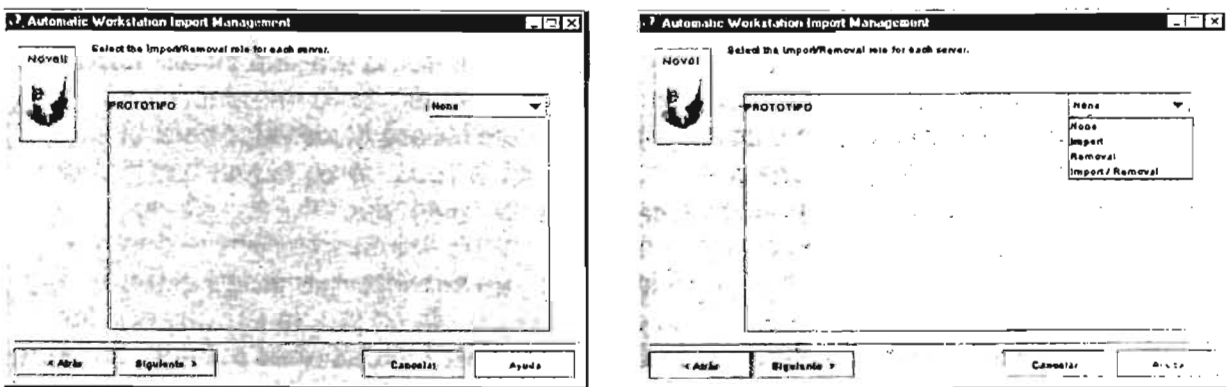 Automatic Workstation Import Management
Select the Import/Removal role for each server.
Novell
PROTOTIPO
None
< Atrás
Siguiente >
Cancelar
Ayuda
Automatic Workstation Import Management
Select the Import/Removal role for each server.
Novell
PROTOTIPO
None
None
Import
Removal
Import / Removal
< Atrás
Siguiente >
Cancelar